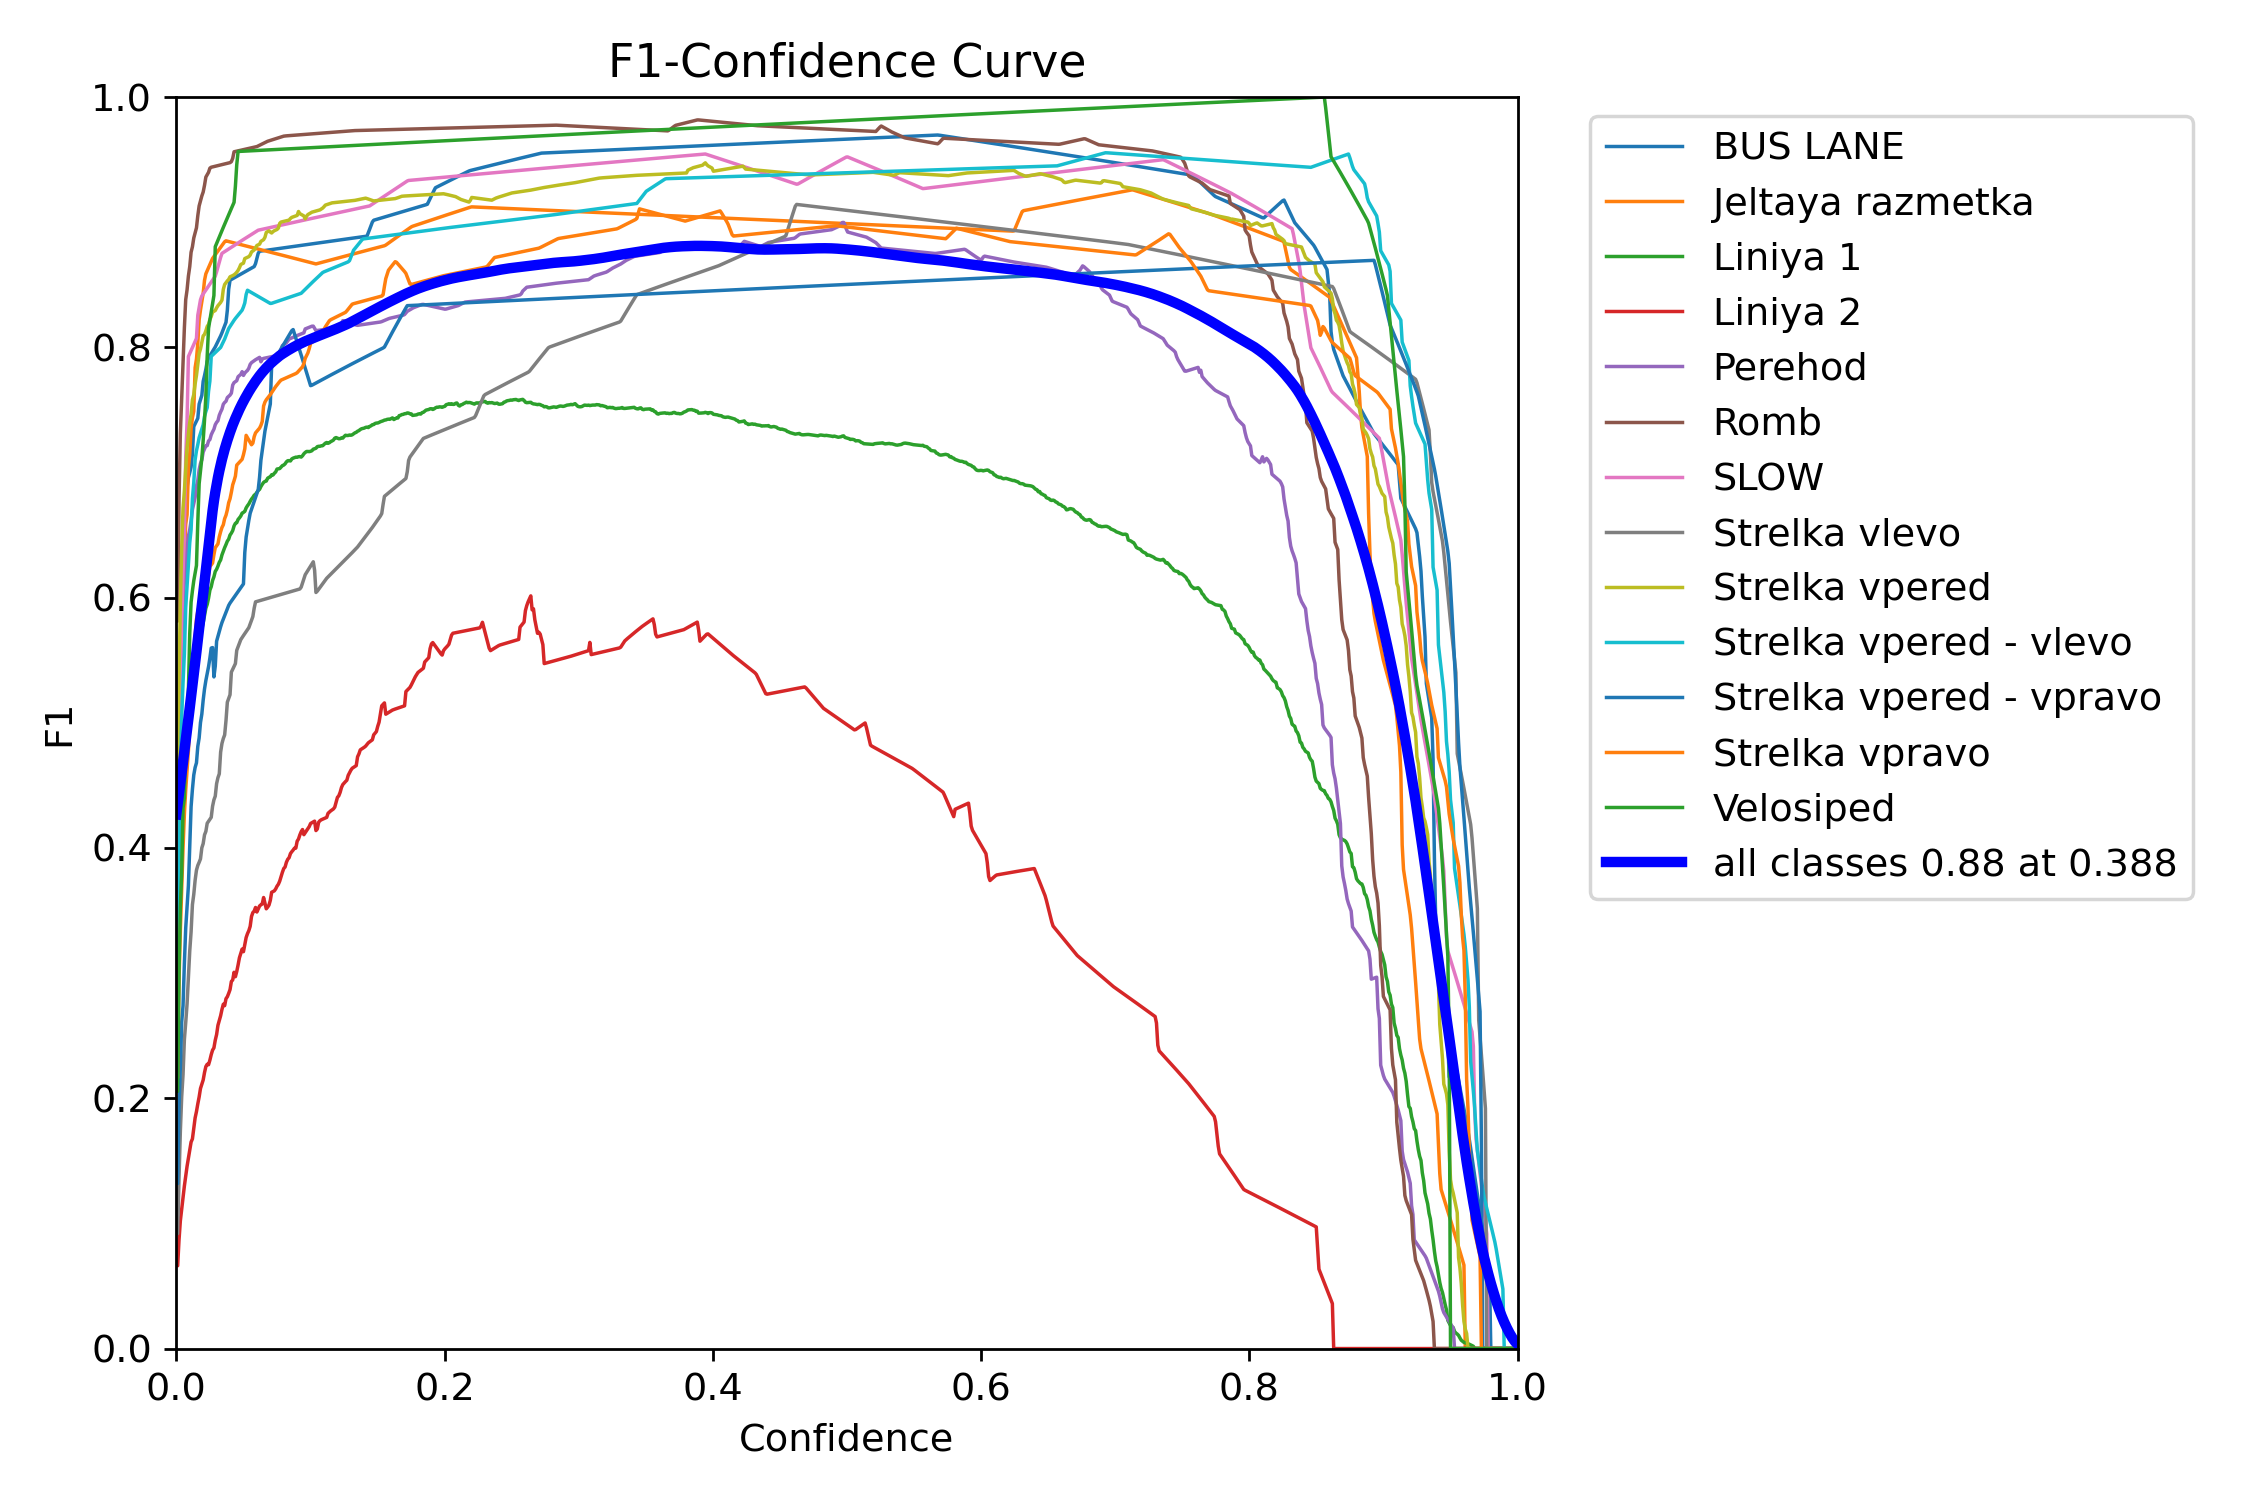 F1-Confidence Curve
1.0
0.8
0.6
0.4
0.2
0.0
F1
0.0 0.2 0.4 0.6 0.8 1.0
Confidence
BUS LANE
Jeltaya razmetka
Liniya 1
Liniya 2
Perehod
Romb
SLOW
Strelka vlevo
Strelka vpered
Strelka vpered - vlevo
Strelka vpered - vpravo
Strelka vpravo
Velosiped
all classes 0.88 at 0.388